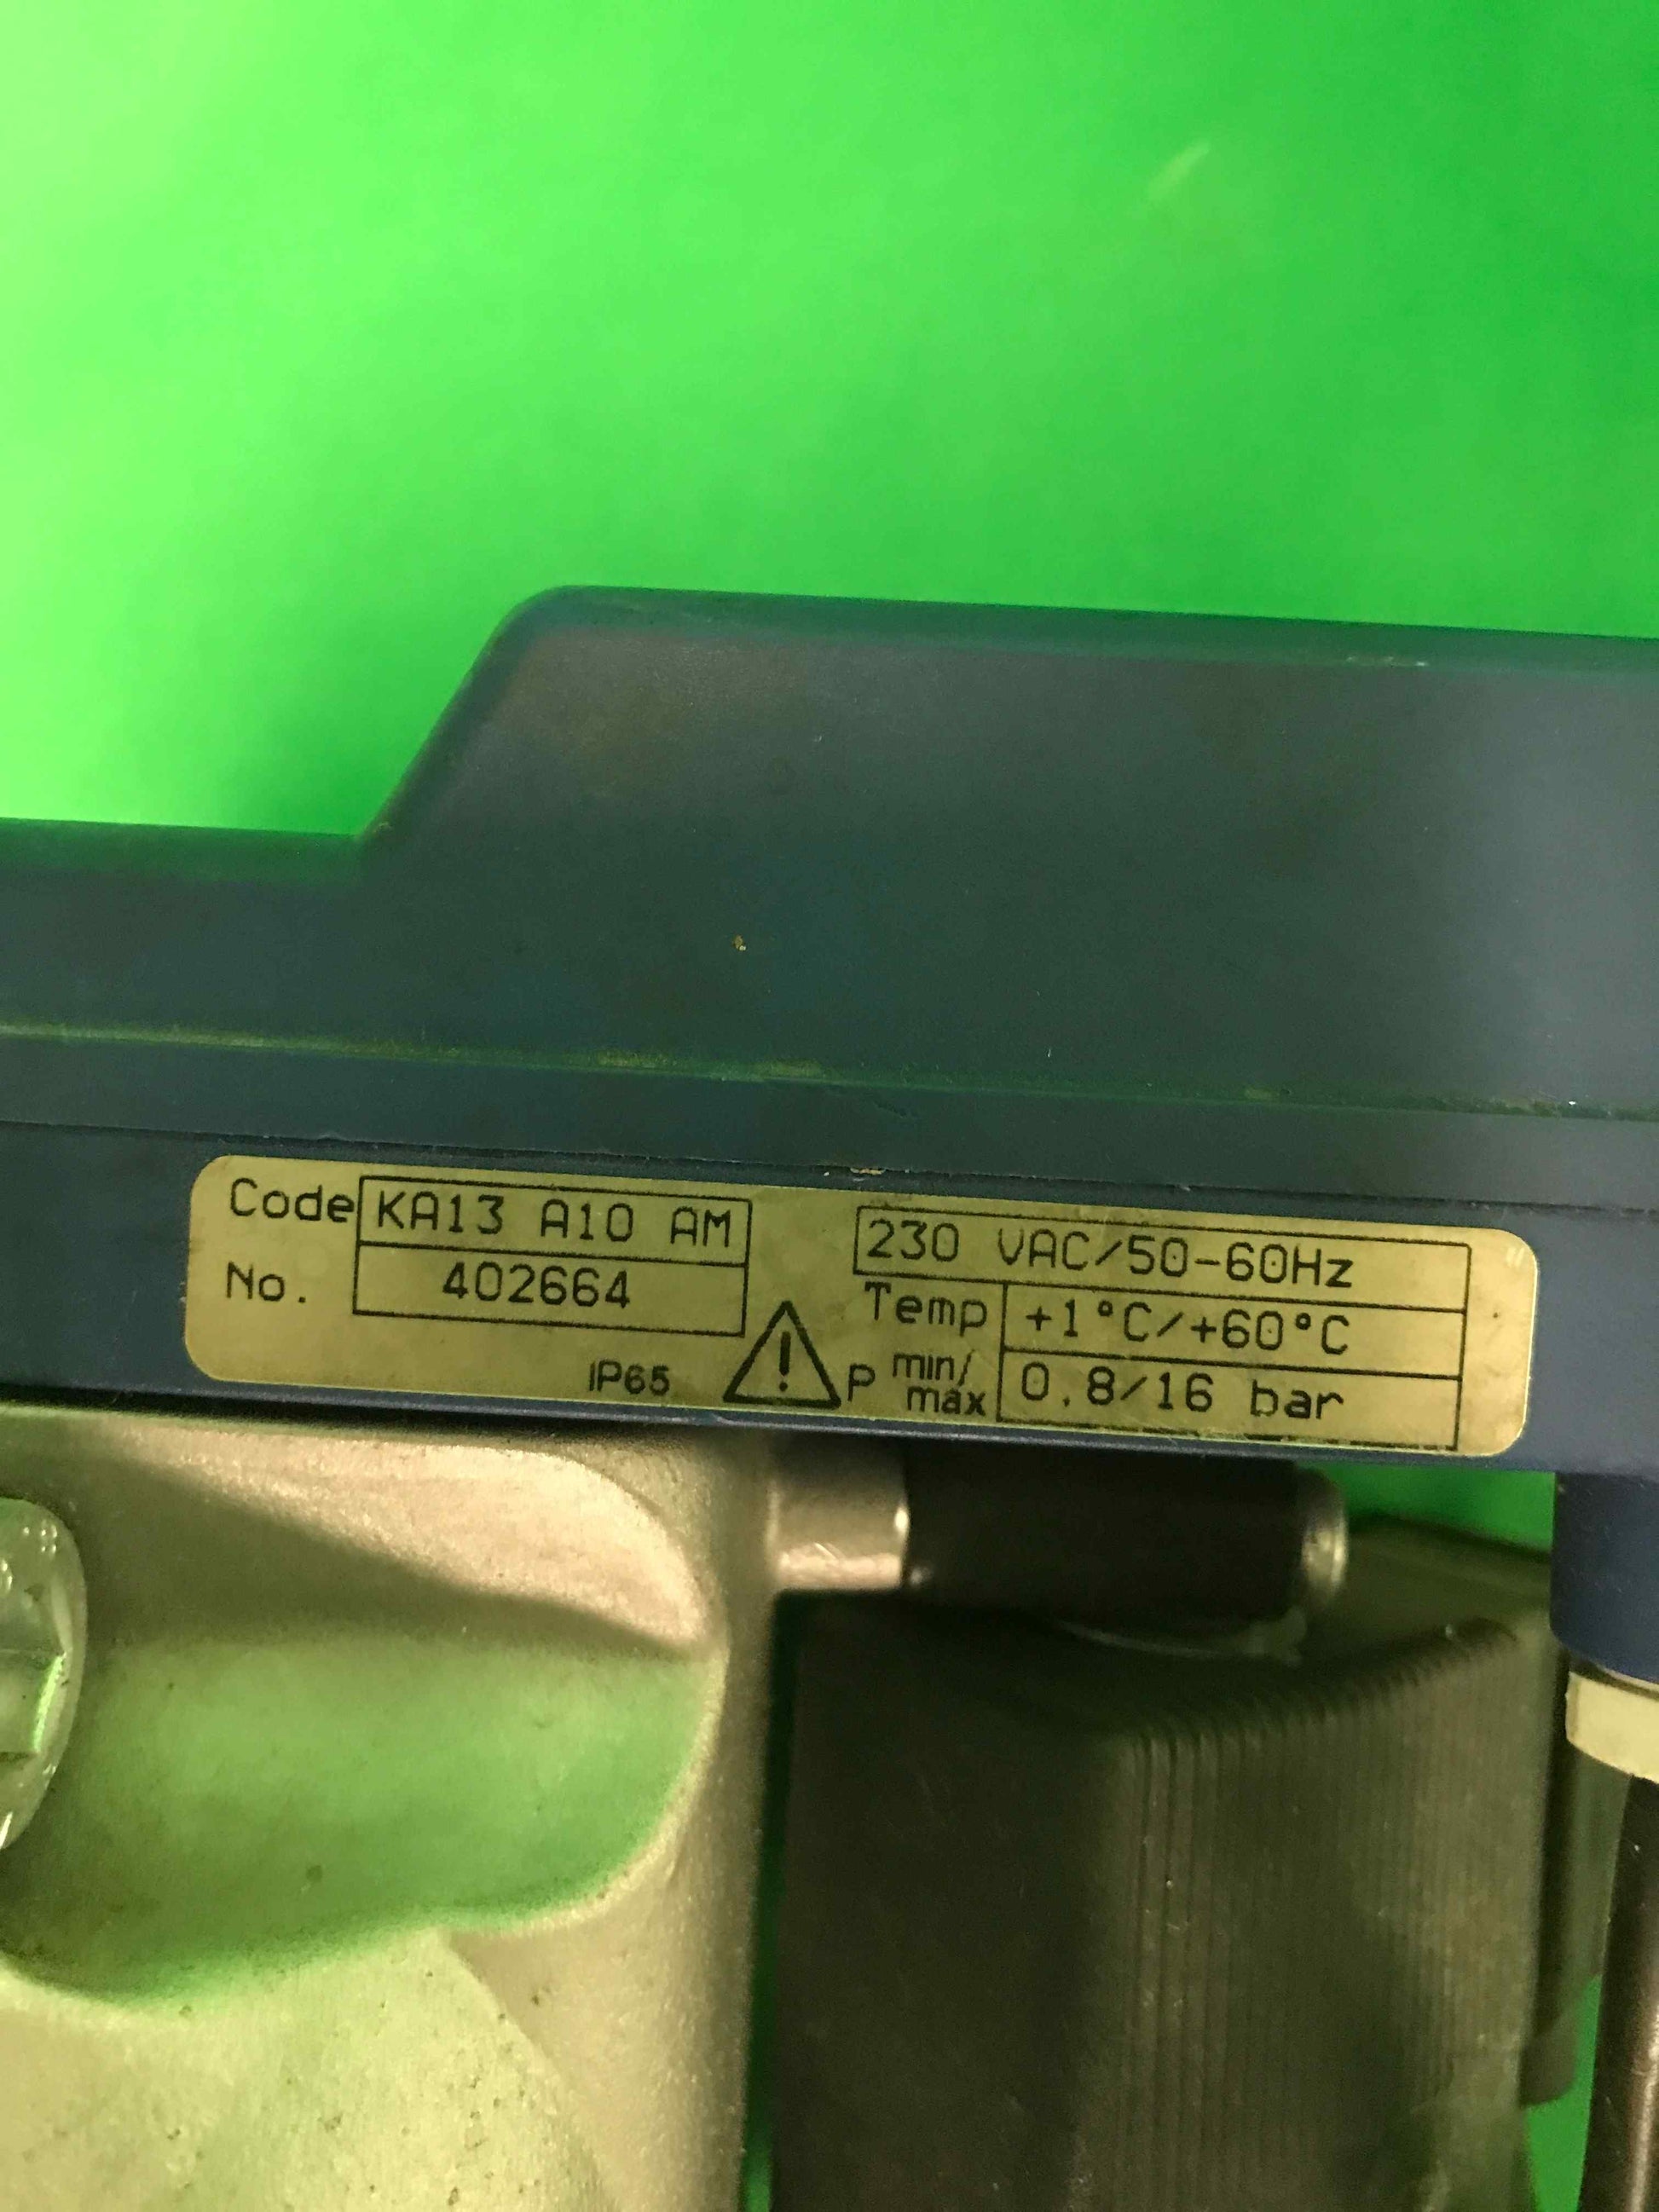 Code KA13 A10 AM
No. 402664
IP65
230 VAC/50-60Hz
Temp +1°C/+60°C
P min/max 0.8/16 bar